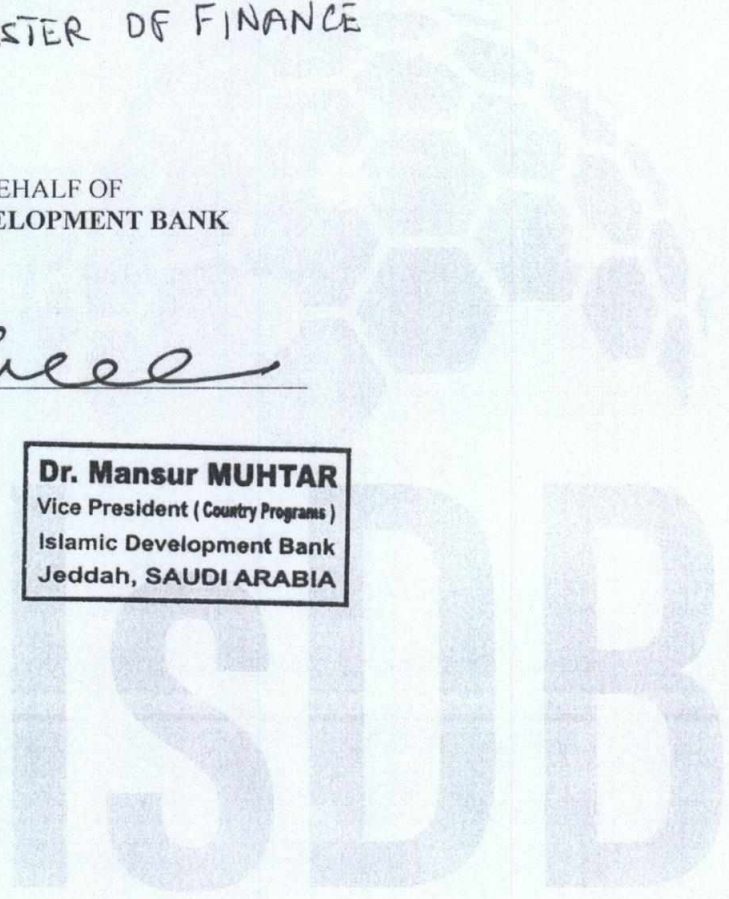 STER OF FINANCE
EHALF OF
ELOPMENT BANK
Dr. Mansur MUHTAR
Vice President (Country Programs)
Islamic Development Bank
Jeddah, SAUDI ARABIA
ISDB